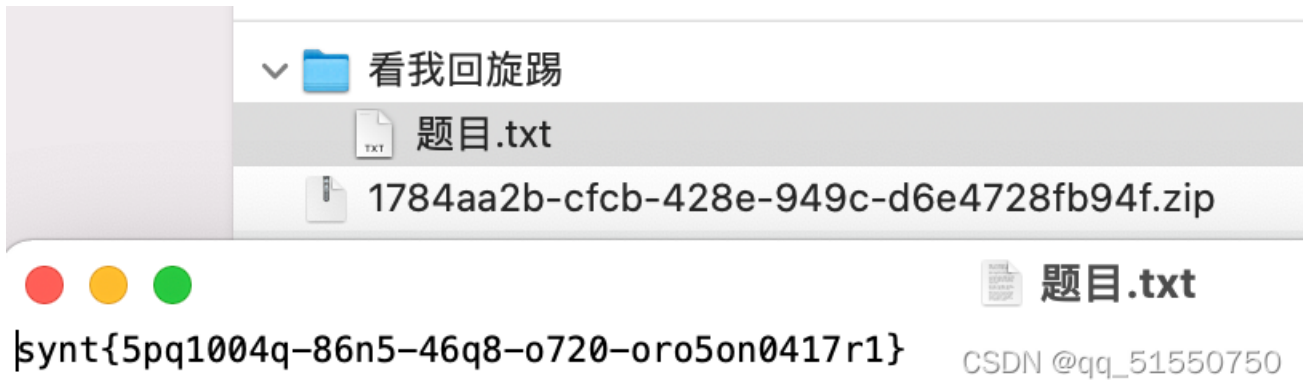 看我回旋踢
题目.txt
1784aa2b-cfcb-428e-949c-d6e4728fb94f.zip
题目.txt
synt{5pq1004q-86n5-46q8-o720-oro5on0417r1}
CSDN @qq_51550750